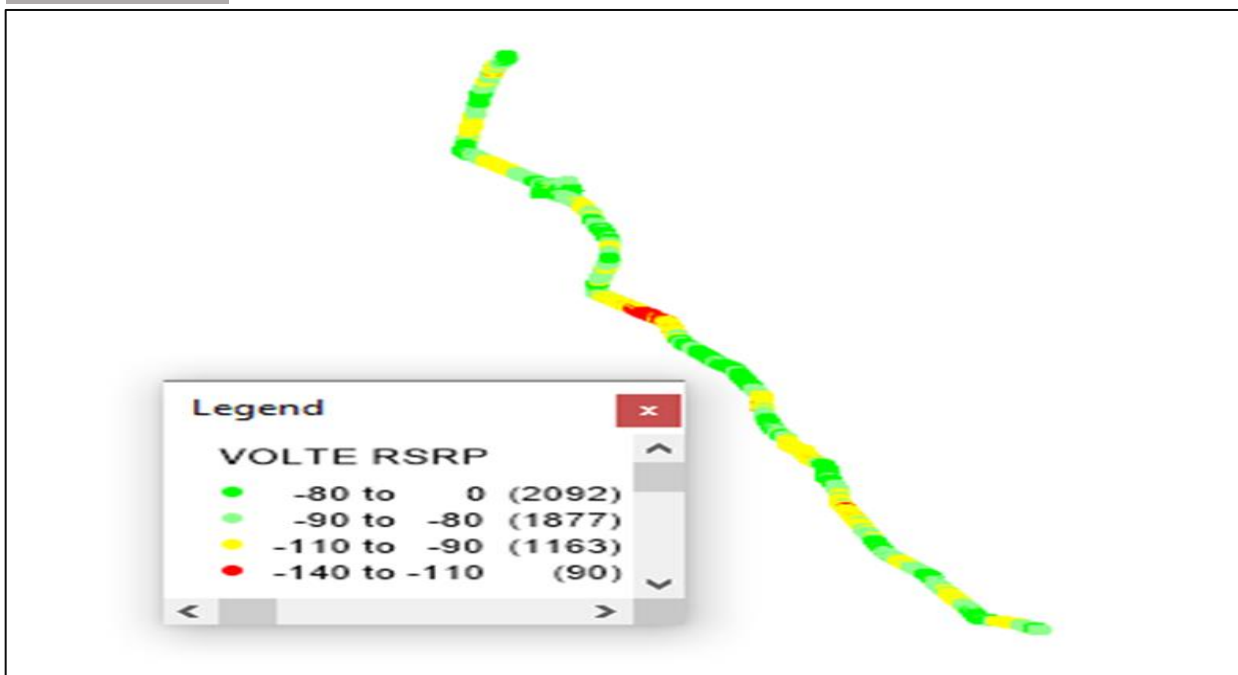 Legend
VOLTE RSRP
-80 to 0 (2092)
-90 to -80 (1877)
-110 to -90 (1163)
-140 to -110 (90)